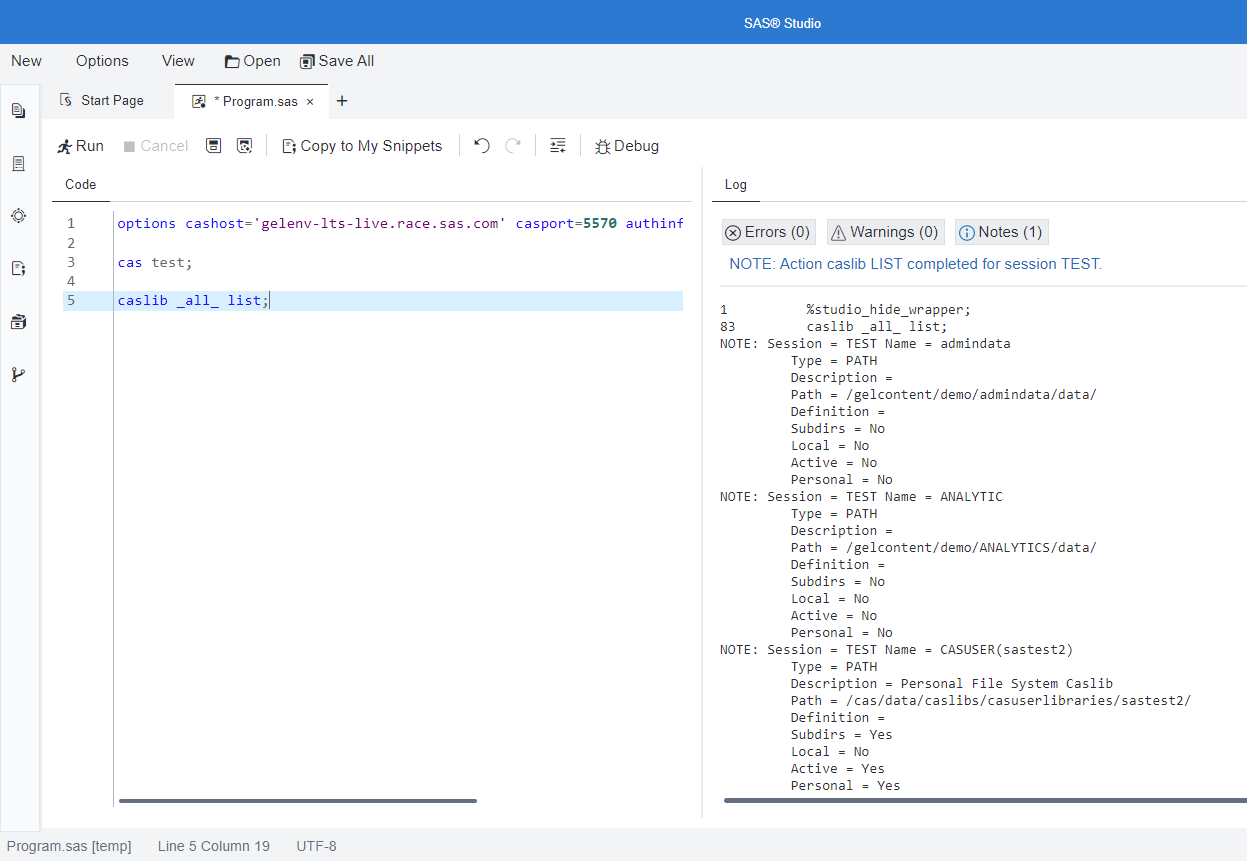 SAS® Studio
New Options View Open Save All
Start Page * Program.sas × +
Run Cancel Copy to My Snippets Debug
Code
1 options cashost='gelenv-lts-live.race.sas.com' casport=5570 authinf
2
3 cas test;
4
5 caslib _all_ list;
Log
Errors (0) Warnings (0) Notes (1)
NOTE: Action caslib LIST completed for session TEST.
1 %studio_hide_wrapper;
83 caslib _all_ list;
NOTE: Session = TEST Name = admindata
Type = PATH
Description =
Path = /gelcontent/demo/admindata/data/
Definition =
Subdirs = No
Local = No
Active = No
Personal = No
NOTE: Session = TEST Name = ANALYTIC
Type = PATH
Description =
Path = /gelcontent/demo/ANALYTICS/data/
Definition =
Subdirs = No
Local = No
Active = No
Personal = No
NOTE: Session = TEST Name = CASUSER(sastest2)
Type = PATH
Description = Personal File System Caslib
Path = /cas/data/caslibs/casuserlibraries/sastest2/
Definition =
Subdirs = Yes
Local = No
Active = Yes
Personal = Yes
Program.sas [temp] Line 5 Column 19 UTF-8